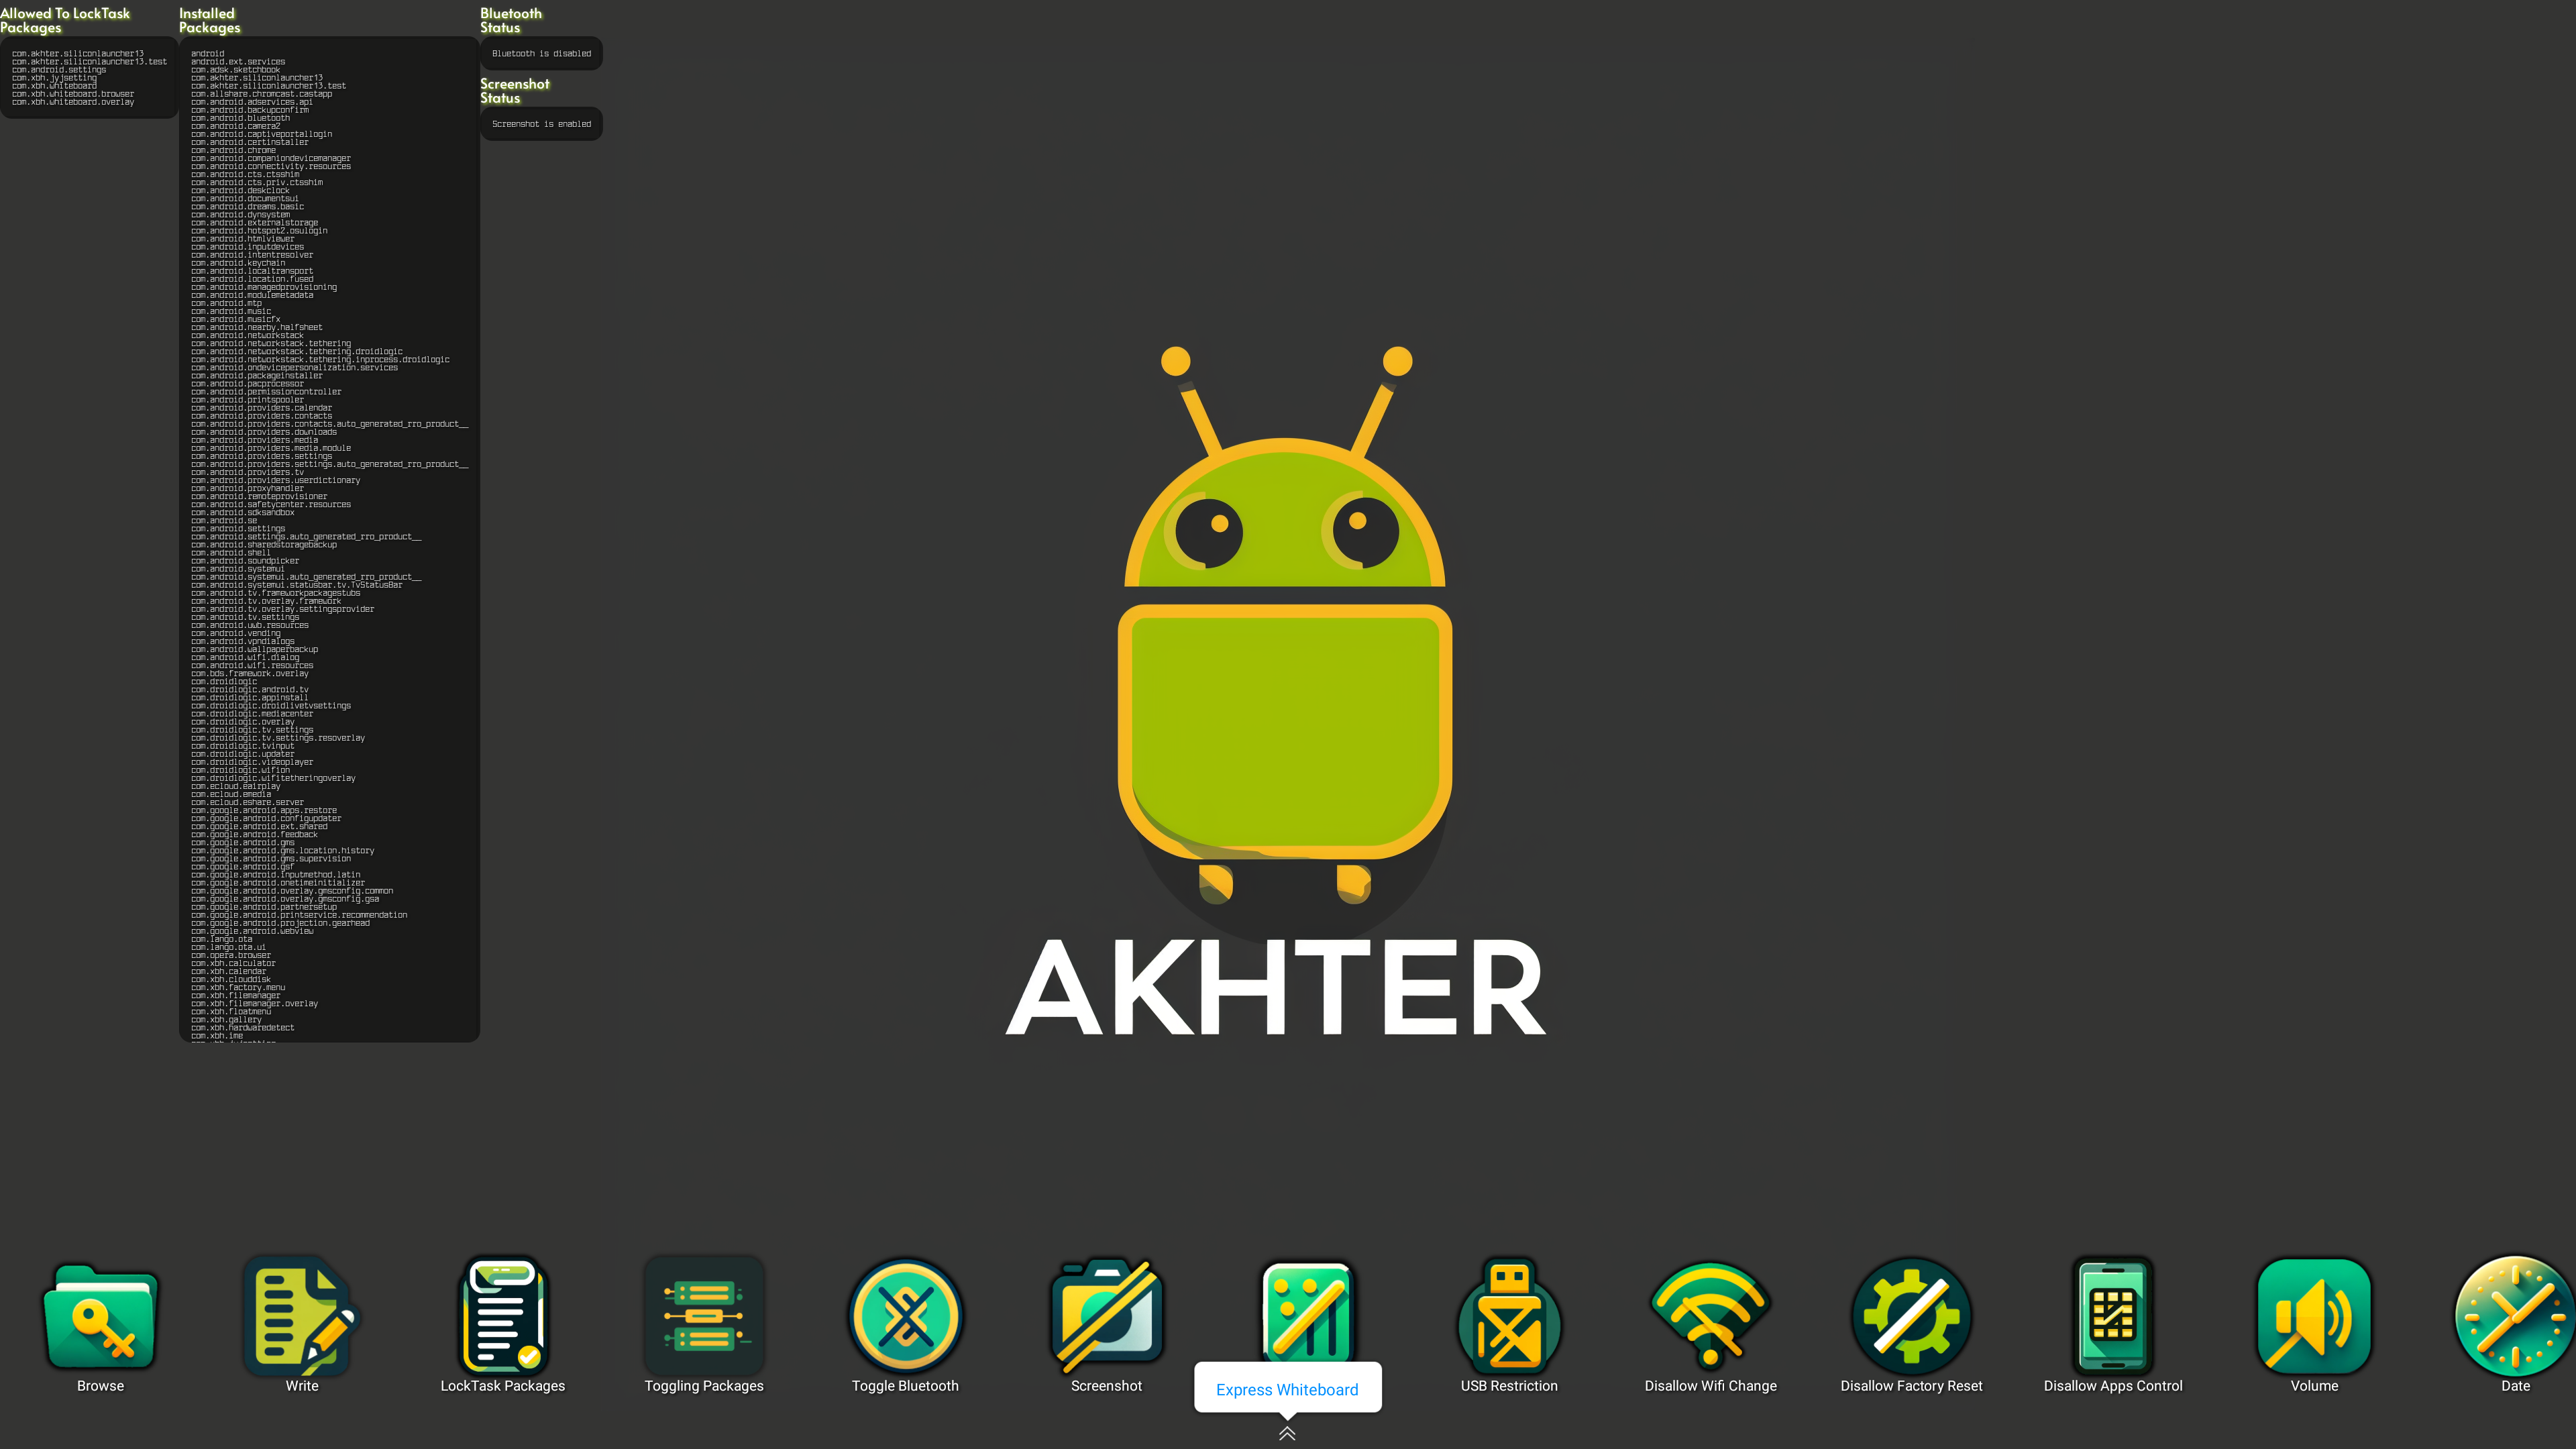 Allowed To LockTask
Packages
com.akhter.siliconlauncher13
com.akhter.siliconlauncher13.test
com.android.settings
com.xbh.jyjsetting
com.xbh.whiteboard
com.xbh.whiteboard.browser
com.xbh.whiteboard.overlay
Installed
Packages
android
android.ext.services
com.adsk.sketchbook
com.akhter.siliconlauncher13
com.akhter.siliconlauncher13.test
com.allshare.chromcast.castapp
com.android.adservices.api
com.android.backupconfirm
com.android.bluetooth
com.android.camera2
com.android.captiveportallogin
com.android.certinstaller
com.android.chrome
com.android.companiondevicemanager
com.android.connectivity.resources
com.android.cts.ctsshim
com.android.cts.priv.ctsshim
com.android.deskclock
com.android.documentsui
com.android.dreams.basic
com.android.dynsystem
com.android.externalstorage
com.android.hotspot2.osulogin
com.android.htmlviewer
com.android.inputdevices
com.android.intentresolver
com.android.keychain
com.android.localtransport
com.android.location.fused
com.android.managedprovisioning
com.android.modulemetadata
com.android.mtp
com.android.music
com.android.musicfx
com.android.nearby.halfsheet
com.android.networkstack
com.android.networkstack.tethering
com.android.networkstack.tethering.droidlogic
com.android.networkstack.tethering.inprocess.droidlogic
com.android.ondevicepersonalization.services
com.android.packageinstaller
com.android.pacprocessor
com.android.permissioncontroller
com.android.printspooler
com.android.providers.calendar
com.android.providers.contacts
com.android.providers.contacts.auto_generated_rro_product__
com.android.providers.downloads
com.android.providers.media
com.android.providers.media.module
com.android.providers.settings
com.android.providers.settings.auto_generated_rro_product__
com.android.providers.tv
com.android.providers.userdictionary
com.android.proxyhandler
com.android.remoteprovisioner
com.android.safetycenter.resources
com.android.sdksandbox
com.android.se
com.android.settings
com.android.settings.auto_generated_rro_product__
com.android.sharedstoragebackup
com.android.shell
com.android.soundpicker
com.android.systemui
com.android.systemui.auto_generated_rro_product__
com.android.systemui.statusbar.tv.TvStatusBar
com.android.tv.frameworkpackagestubs
com.android.tv.overlay.framework
com.android.tv.overlay.settingsprovider
com.android.tv.settings
com.android.uwb.resources
com.android.vending
com.android.vpndialogs
com.android.wallpaperbackup
com.android.wifi.dialog
com.android.wifi.resources
com.bds.framework.overlay
com.droidlogic
com.droidlogic.android.tv
com.droidlogic.appinstall
com.droidlogic.droidlivetvsettings
com.droidlogic.mediacenter
com.droidlogic.overlay
com.droidlogic.tv.settings
com.droidlogic.tv.settings.resoverlay
com.droidlogic.tvinput
com.droidlogic.updater
com.droidlogic.videoplayer
com.droidlogic.wifion
com.droidlogic.wifitetheringoverlay
com.ecloud.eairplay
com.ecloud.emedia
com.ecloud.eshare.server
com.google.android.apps.restore
com.google.android.configupdater
com.google.android.ext.shared
com.google.android.feedback
com.google.android.gms
com.google.android.gms.location.history
com.google.android.gms.supervision
com.google.android.gsf
com.google.android.inputmethod.latin
com.google.android.onetimeinitializer
com.google.android.overlay.gmsconfig.common
com.google.android.overlay.gmsconfig.gsa
com.google.android.partnersetup
com.google.android.printservice.recommendation
com.google.android.projection.gearhead
com.google.android.webview
com.lango.ota
com.lango.ota.ui
com.opera.browser
com.xbh.calculator
com.xbh.calendar
com.xbh.clouddisk
com.xbh.factory.menu
com.xbh.filemanager
com.xbh.filemanager.overlay
com.xbh.floatmenu
com.xbh.gallery
com.xbh.hardwaredetect
com.xbh.ime
Bluetooth
Status
Bluetooth is disabled
Screenshot
Status
Screenshot is enabled
AKHTER
Browse
Write
LockTask Packages
Toggling Packages
Toggle Bluetooth
Screenshot
Express Whiteboard
USB Restriction
Disallow Wifi Change
Disallow Factory Reset
Disallow Apps Control
Volume
Date